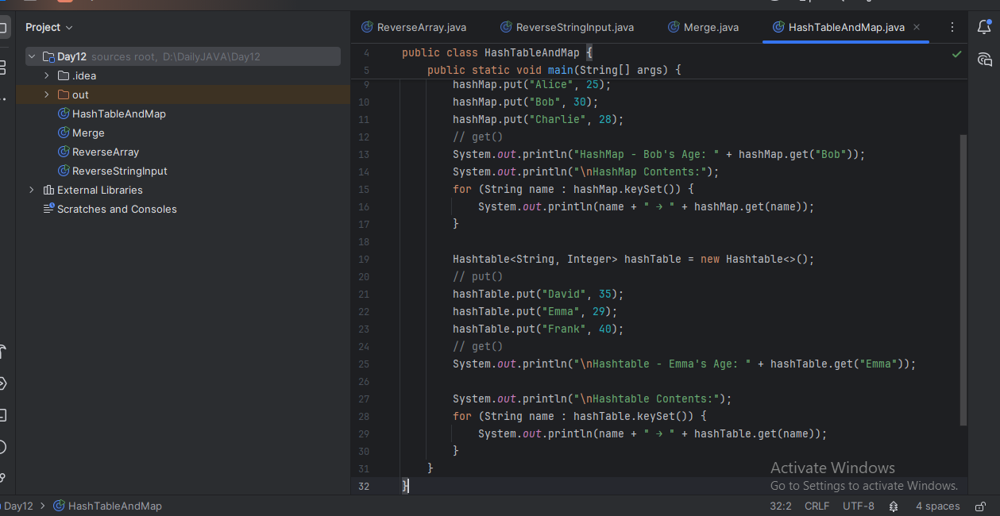 Project
Day12 sources root, D:\DailyJAVA\Day12
.idea
out
HashTableAndMap
Merge
ReverseArray
ReverseStringInput
External Libraries
Scratches and Consoles
ReverseArray.java ReverseStringInput.java Merge.java HashTableAndMap.java
4 public class HashTableAndMap {
5 public static void main(String[] args) {
9 hashMap.put("Alice", 25);
10 hashMap.put("Bob", 30);
11 hashMap.put("Charlie", 28);
12 // get()
13 System.out.println("HashMap - Bob's Age: " + hashMap.get("Bob"));
14 System.out.println("\nHashMap Contents:");
15 for (String name : hashMap.keySet()) {
16 System.out.println(name + " → " + hashMap.get(name));
17 }
18
19 Hashtable<String, Integer> hashTable = new Hashtable<>();
20 // put()
21 hashTable.put("David", 35);
22 hashTable.put("Emma", 29);
23 hashTable.put("Frank", 40);
24 // get()
25 System.out.println("\nHashtable - Emma's Age: " + hashTable.get("Emma"));
26
27 System.out.println("\nHashtable Contents:");
28 for (String name : hashTable.keySet()) {
29 System.out.println(name + " → " + hashTable.get(name));
30 }
31 }
32 }
Activate Windows
Go to Settings to activate Windows.
Day12 HashTableAndMap 32:2 CRLF UTF-8 4 spaces